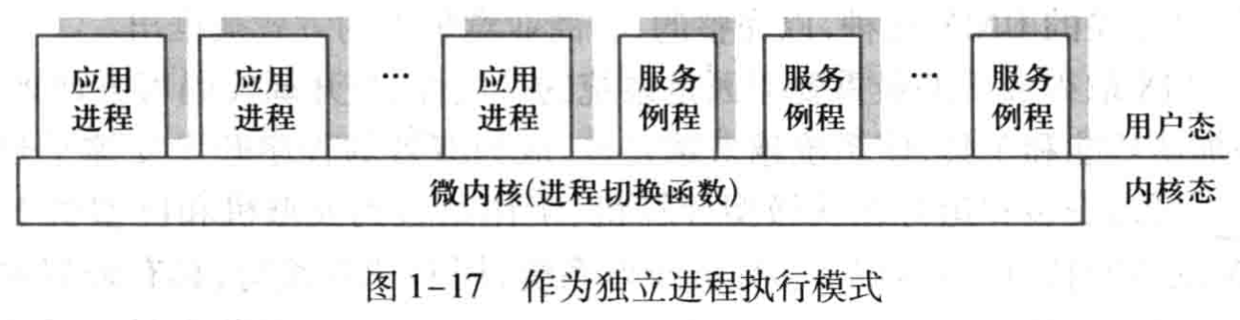 应用
进程
应用
进程
…
应用
进程
服务
例程
服务
例程
…
服务
例程
用户态
微内核(进程切换函数)
内核态
图 1-17 作为独立进程执行模式